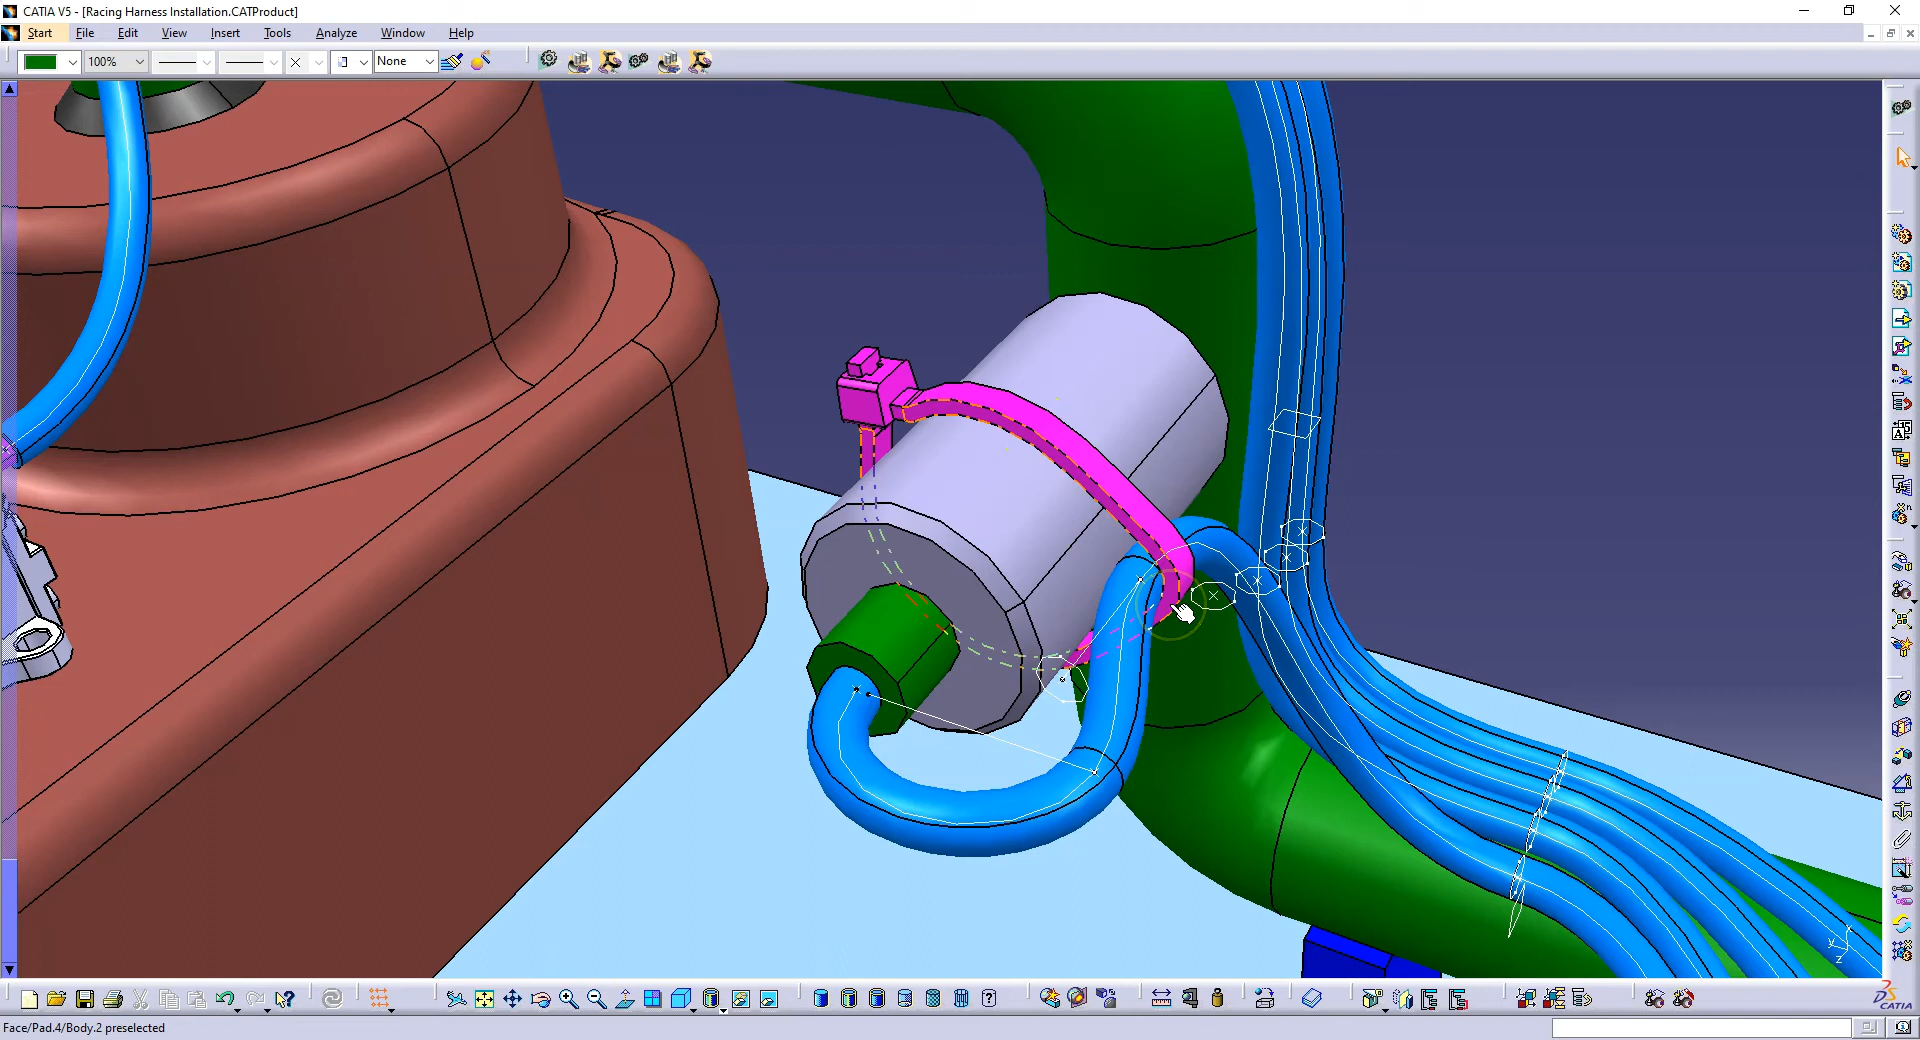 CATIA V5 - [Racing Harness Installation.CATProduct]
Start File Edit View Insert Tools Analyze Window Help
100% None
x
y
z
CATIA
Face/Pad.4/Body.2 preselected